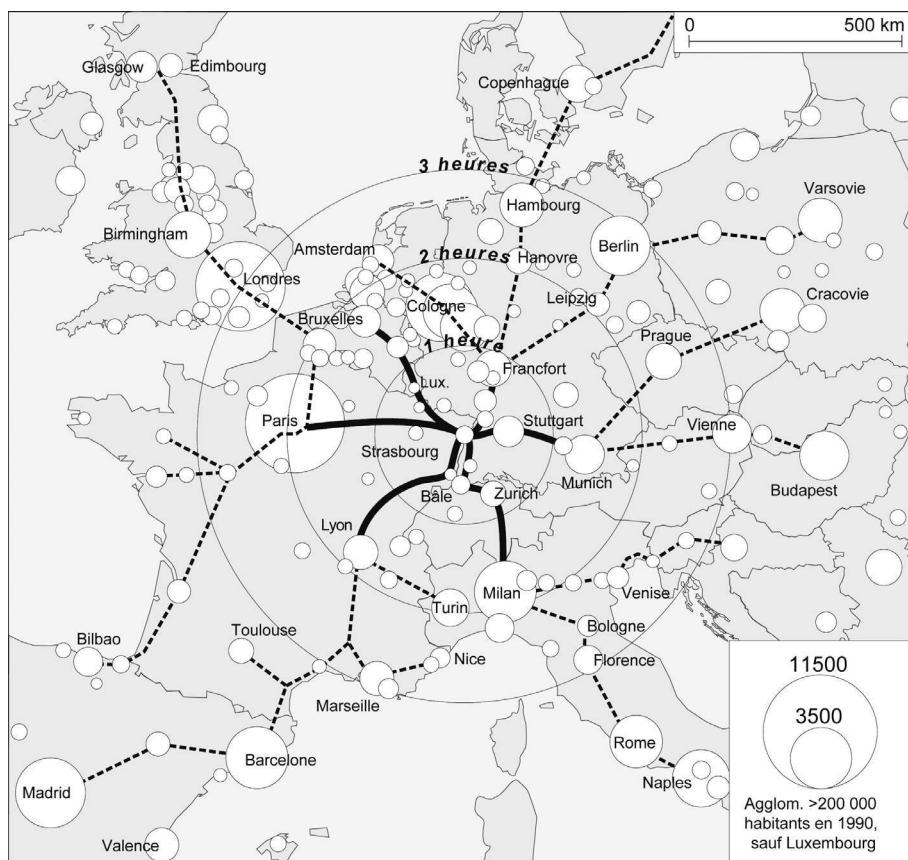 0 500 km
Glasgow
Edimbourg
Copenhague
3 heures
Varsovie
Hambourg
Birmingham
Amsterdam
2 heures
Hanovre
Berlin
Londres
Leipzig
Cologne
Cracovie
Bruxelles
1 heure
Prague
Francfort
Lux.
Paris
Stuttgart
Vienne
Strasbourg
Munich
Budapest
Bâle
Zurich
Lyon
Milan
Venise
Turin
Bilbao
Toulouse
Bologne
Nice
Florence
Marseille
11500
3500
Rome
Barcelone
Madrid
Naples
Agglom. >200 000
habitants en 1990,
sauf Luxembourg
Valence